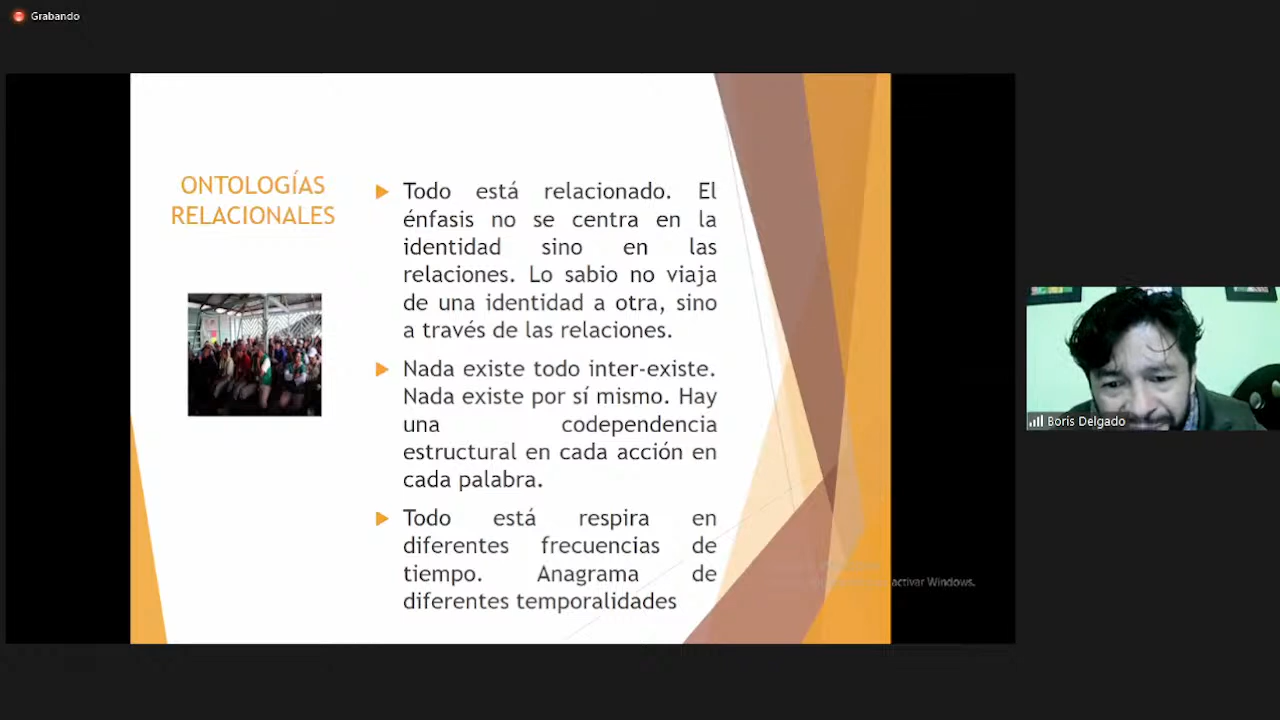 Grabando
ONTOLOGÍAS
RELACIONALES
Todo está relacionado. El
énfasis no se centra en la
identidad sino en las
relaciones. Lo sabio no viaja
de una identidad a otra, sino
a través de las relaciones.
Nada existe todo inter-existe.
Nada existe por sí mismo. Hay
una codependencia
estructural en cada acción en
cada palabra.
Todo está respira en
diferentes frecuencias de
tiempo. Anagrama de
diferentes temporalidades
activar Windows.
Boris Delgado